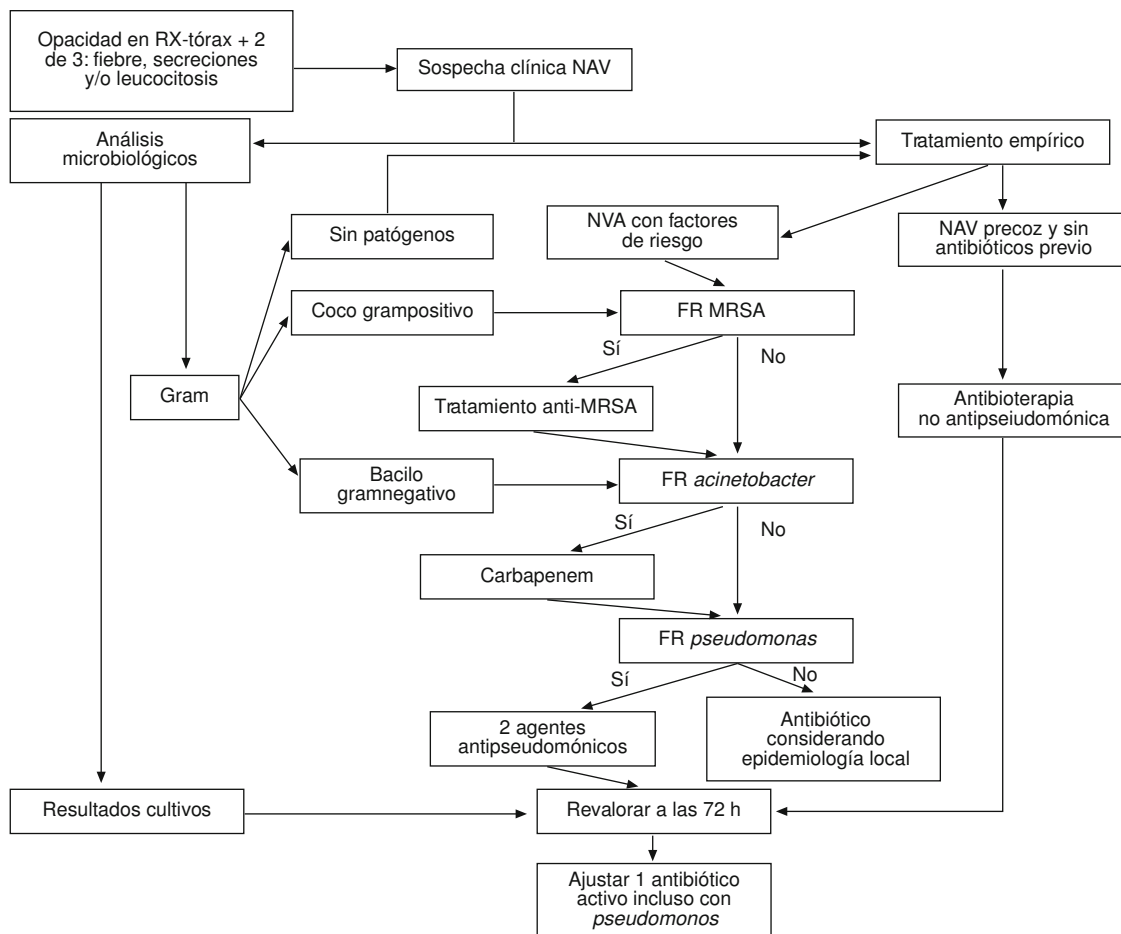 Opacidad en RX-tórax + 2
de 3: fiebre, secreciones
y/o leucocitosis
Sospecha clínica NAV
Análisis
microbiológicos
Tratamiento empírico
Sin patógenos
NVA con factores
de riesgo
NAV precoz y sin
antibióticos previo
Coco grampositivo
FR MRSA
Sí
No
Gram
Tratamiento anti-MRSA
Antibioterapia
no antipseiudomónica
Bacilo
gramnegativo
FR acinetobacter
Sí
No
Carbapenem
FR pseudomonas
Sí
No
2 agentes
antipseudomónicos
Antibiótico
considerando
epidemiología local
Resultados cultivos
Revalorar a las 72 h
Ajustar 1 antibiótico
activo incluso con
pseudomonos